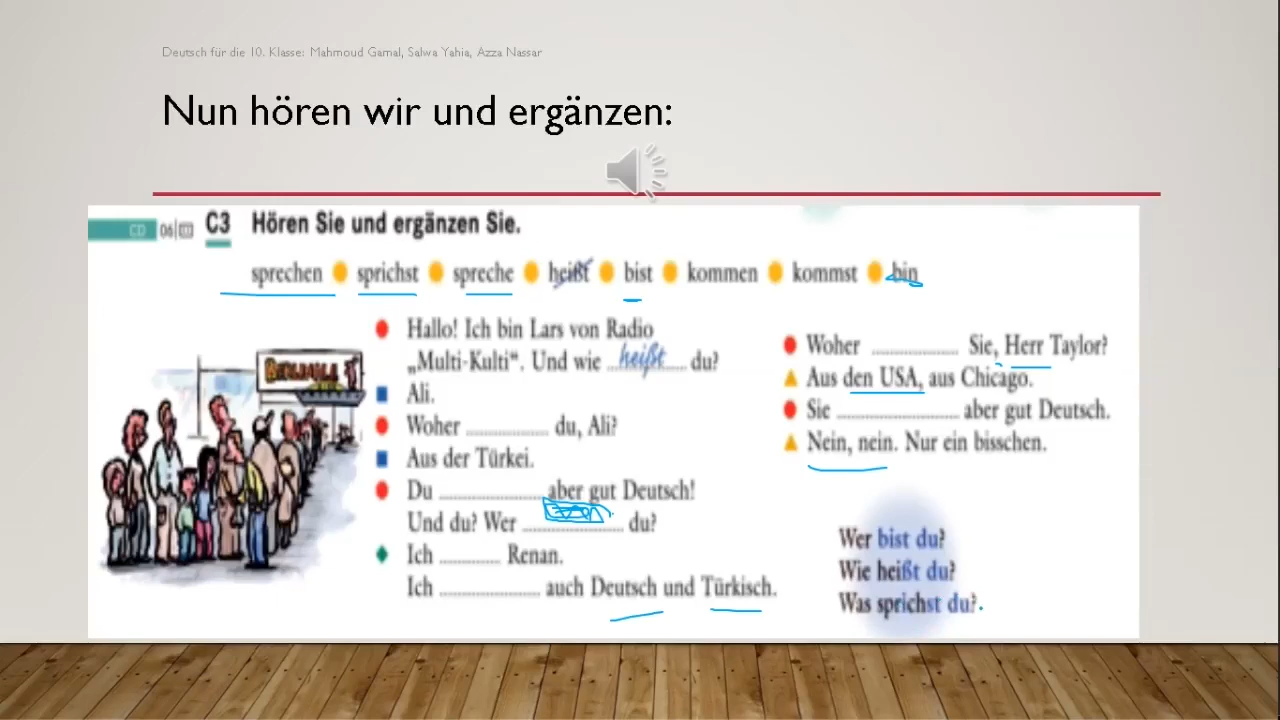 Deutsch für die 10. Klasse: Mahmoud Gamal, Salwa Yahia, Azza Nassar
Nun hören wir und ergänzen:
CD 06 C3 Hören Sie und ergänzen Sie.
sprechen sprichst spreche heißt bist kommen kommst bin
Hallo! Ich bin Lars von Radio
„Multi-Kulti“. Und wie ...heißt... du?
Ali.
Woher .................. du, Ali?
Aus der Türkei.
Du .................. aber gut Deutsch!
Und du? Wer .................. du?
Ich .................. Renan.
Ich .................. auch Deutsch und Türkisch.
Woher .................. Sie, Herr Taylor?
Aus den USA, aus Chicago.
Sie .................. aber gut Deutsch.
Nein, nein. Nur ein bisschen.
Wer bist du?
Wie heißt du?
Was sprichst du?